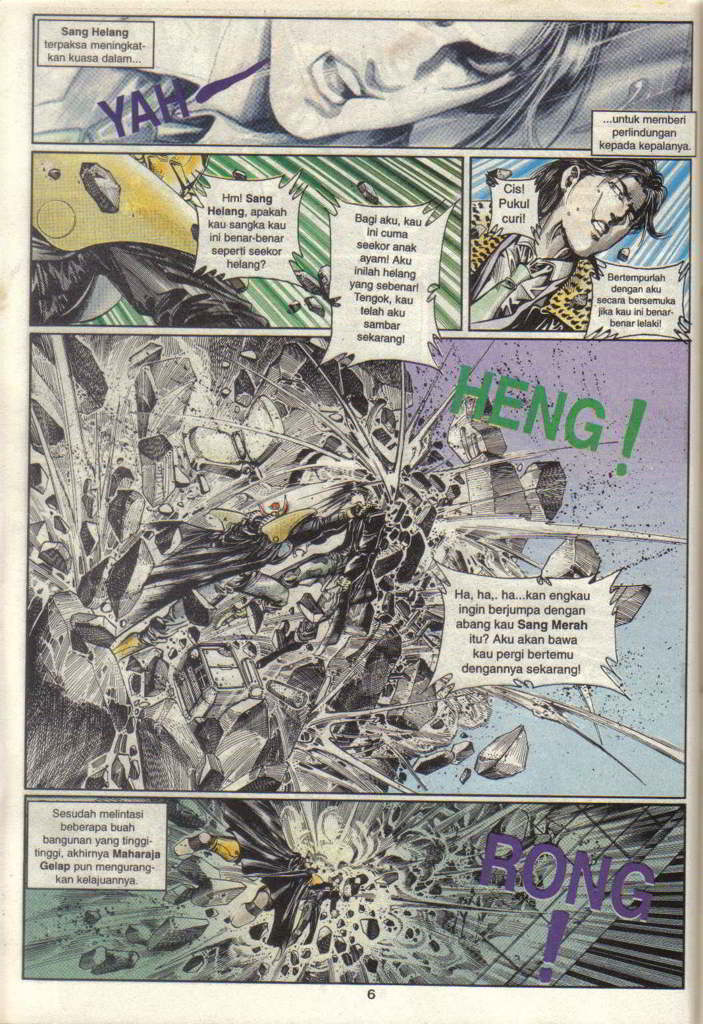 Sang Helang
terpaksa meningkat-
kan kuasa dalam...
YAH
...untuk memberi
perlindungan
kepada kepalanya.
Hm! Sang
Helang, apakah
kau sangka kau
ini benar-benar
seperti seekor
helang?
Bagi aku, kau
ini cuma
seekor anak
ayam! Aku
inilah helang
yang sebenar!
Tengok, kau
telah aku
sambar
sekarang!
Cis!
Pukul
curi!
Bertempurlah
dengan aku
secara bersemuka
jika kau ini benar-
benar lelaki!
HENG!
Ha, ha,. ha...kan engkau
ingin berjumpa dengan
abang kau Sang Merah
itu? Aku akan bawa
kau pergi bertemu
dengannya sekarang!
Sesudah melintasi
beberapa buah
bangunan yang tinggi-
tinggi, akhirnya Maharaja
Gelap pun mengurang-
kan kelajuannya.
RONG!
6